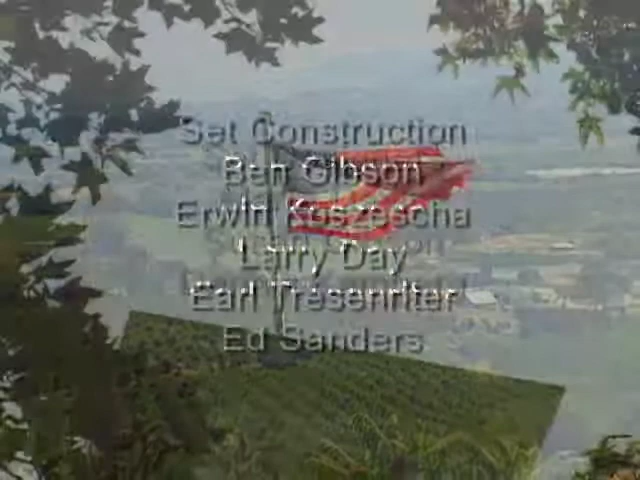 Set Construction
Ben Gibson
Erwin Koszescha
Larry Day
Earl Tresenriter
Ed Sanders